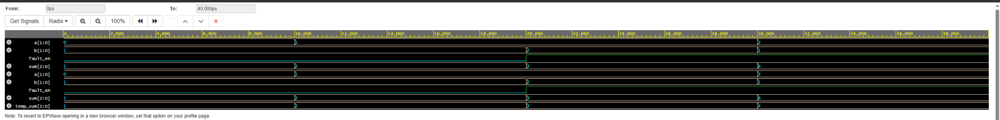 From: 0ps To: 40,000ps
Get Signals Radix 100%
0 2,000 4,000 6,000 8,000 10,000 12,000 14,000 16,000 18,000 20,000 22,000 24,000 26,000 28,000 30,000 32,000 34,000 36,000 38,000
a[1:0] 0 1 3
b[1:0] 1 2 1
fault_en
sum[2:0] 1 2 3 6
a[1:0] 0 1 3
b[1:0] 1 2 1
fault_en
sum[2:0] 1 2 3 6
temp_sum[2:0] 1 2 3 4
Note: To revert to EPWave opening in a new browser window, set that option on your profile page.